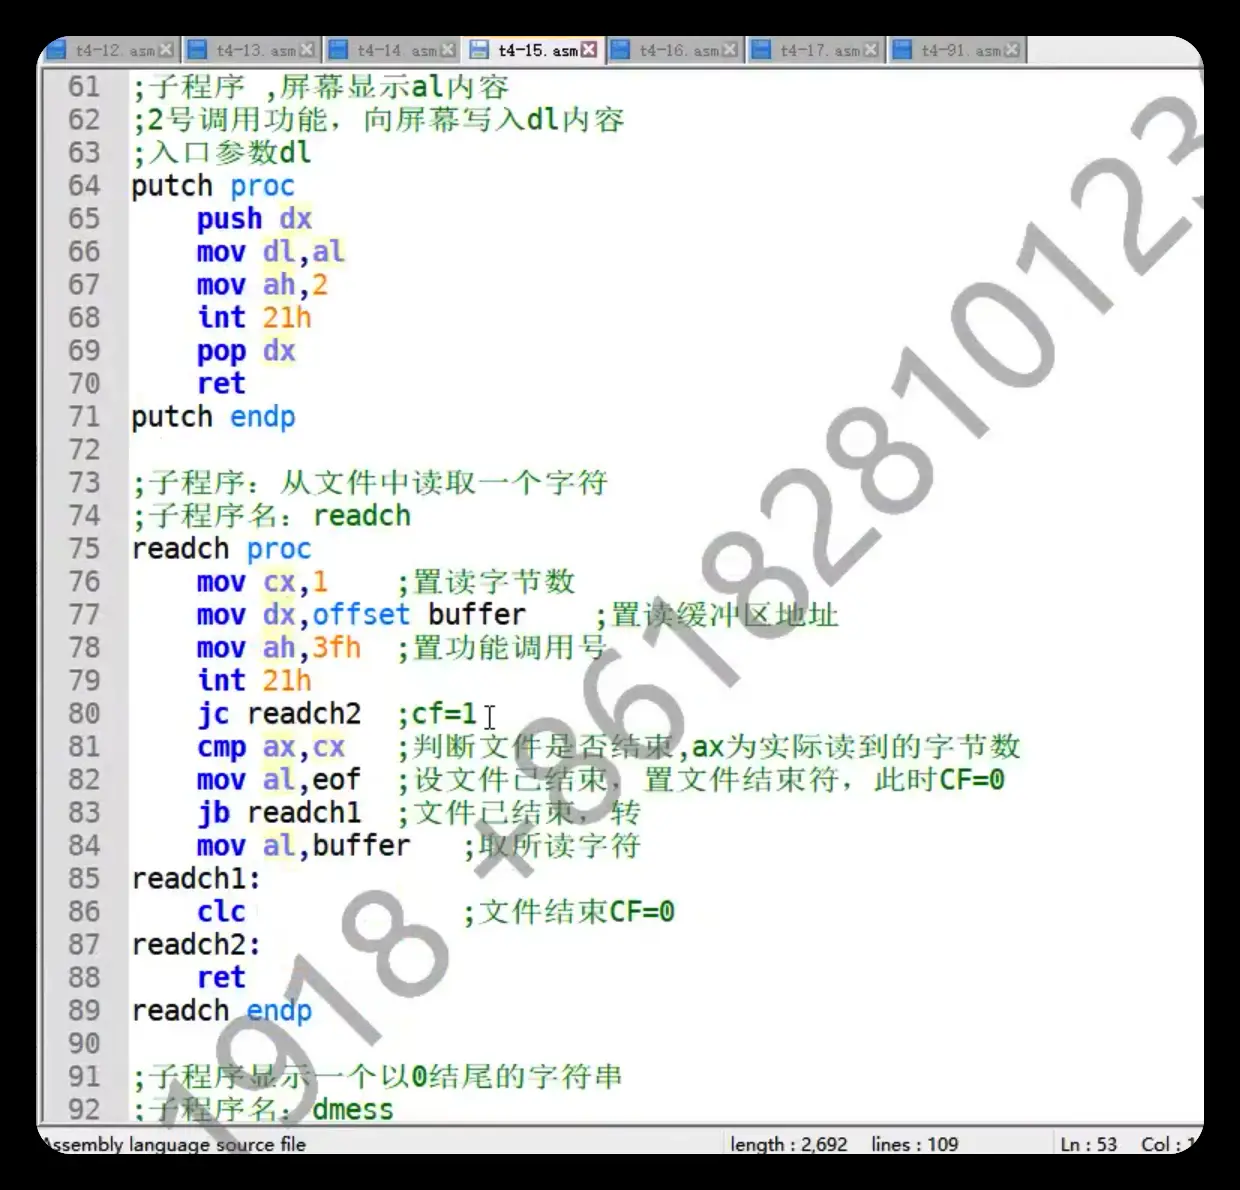 t4-12. asm t4-13. asm t4-14 asm t4-15. asm t4-16. asm t4-17. asm t4-91. asm
61 ;子程序 ,屏幕显示al内容
62 ;2号调用功能，向屏幕写入dl内容
63 ;入口参数dl
64 putch proc
65 push dx
66 mov dl,al
67 mov ah,2
68 int 21h
69 pop dx
70 ret
71 putch endp
72
73 ;子程序：从文件中读取一个字符
74 ;子程序名：readch
75 readch proc
76 mov cx,1 ;置读字节数
77 mov dx,offset buffer ;置读缓冲区地址
78 mov ah,3fh ;置功能调用号
79 int 21h
80 jc readch2 ;cf=1
81 cmp ax,cx ;判断文件是否结束,ax为实际读到的字节数
82 mov al,eof ;设文件已结束，置文件结束符，此时CF=0
83 jb readch1 ;文件已结束，转
84 mov al,buffer ;取所读字符
85 readch1:
86 clc ;文件结束CF=0
87 readch2:
88 ret
89 readch endp
90
91 ;子程序显示一个以0结尾的字符串
92 ;子程序名：dmess
Assembly language source file length : 2,692 lines : 109 Ln : 53 Col :
1918 +8618281012